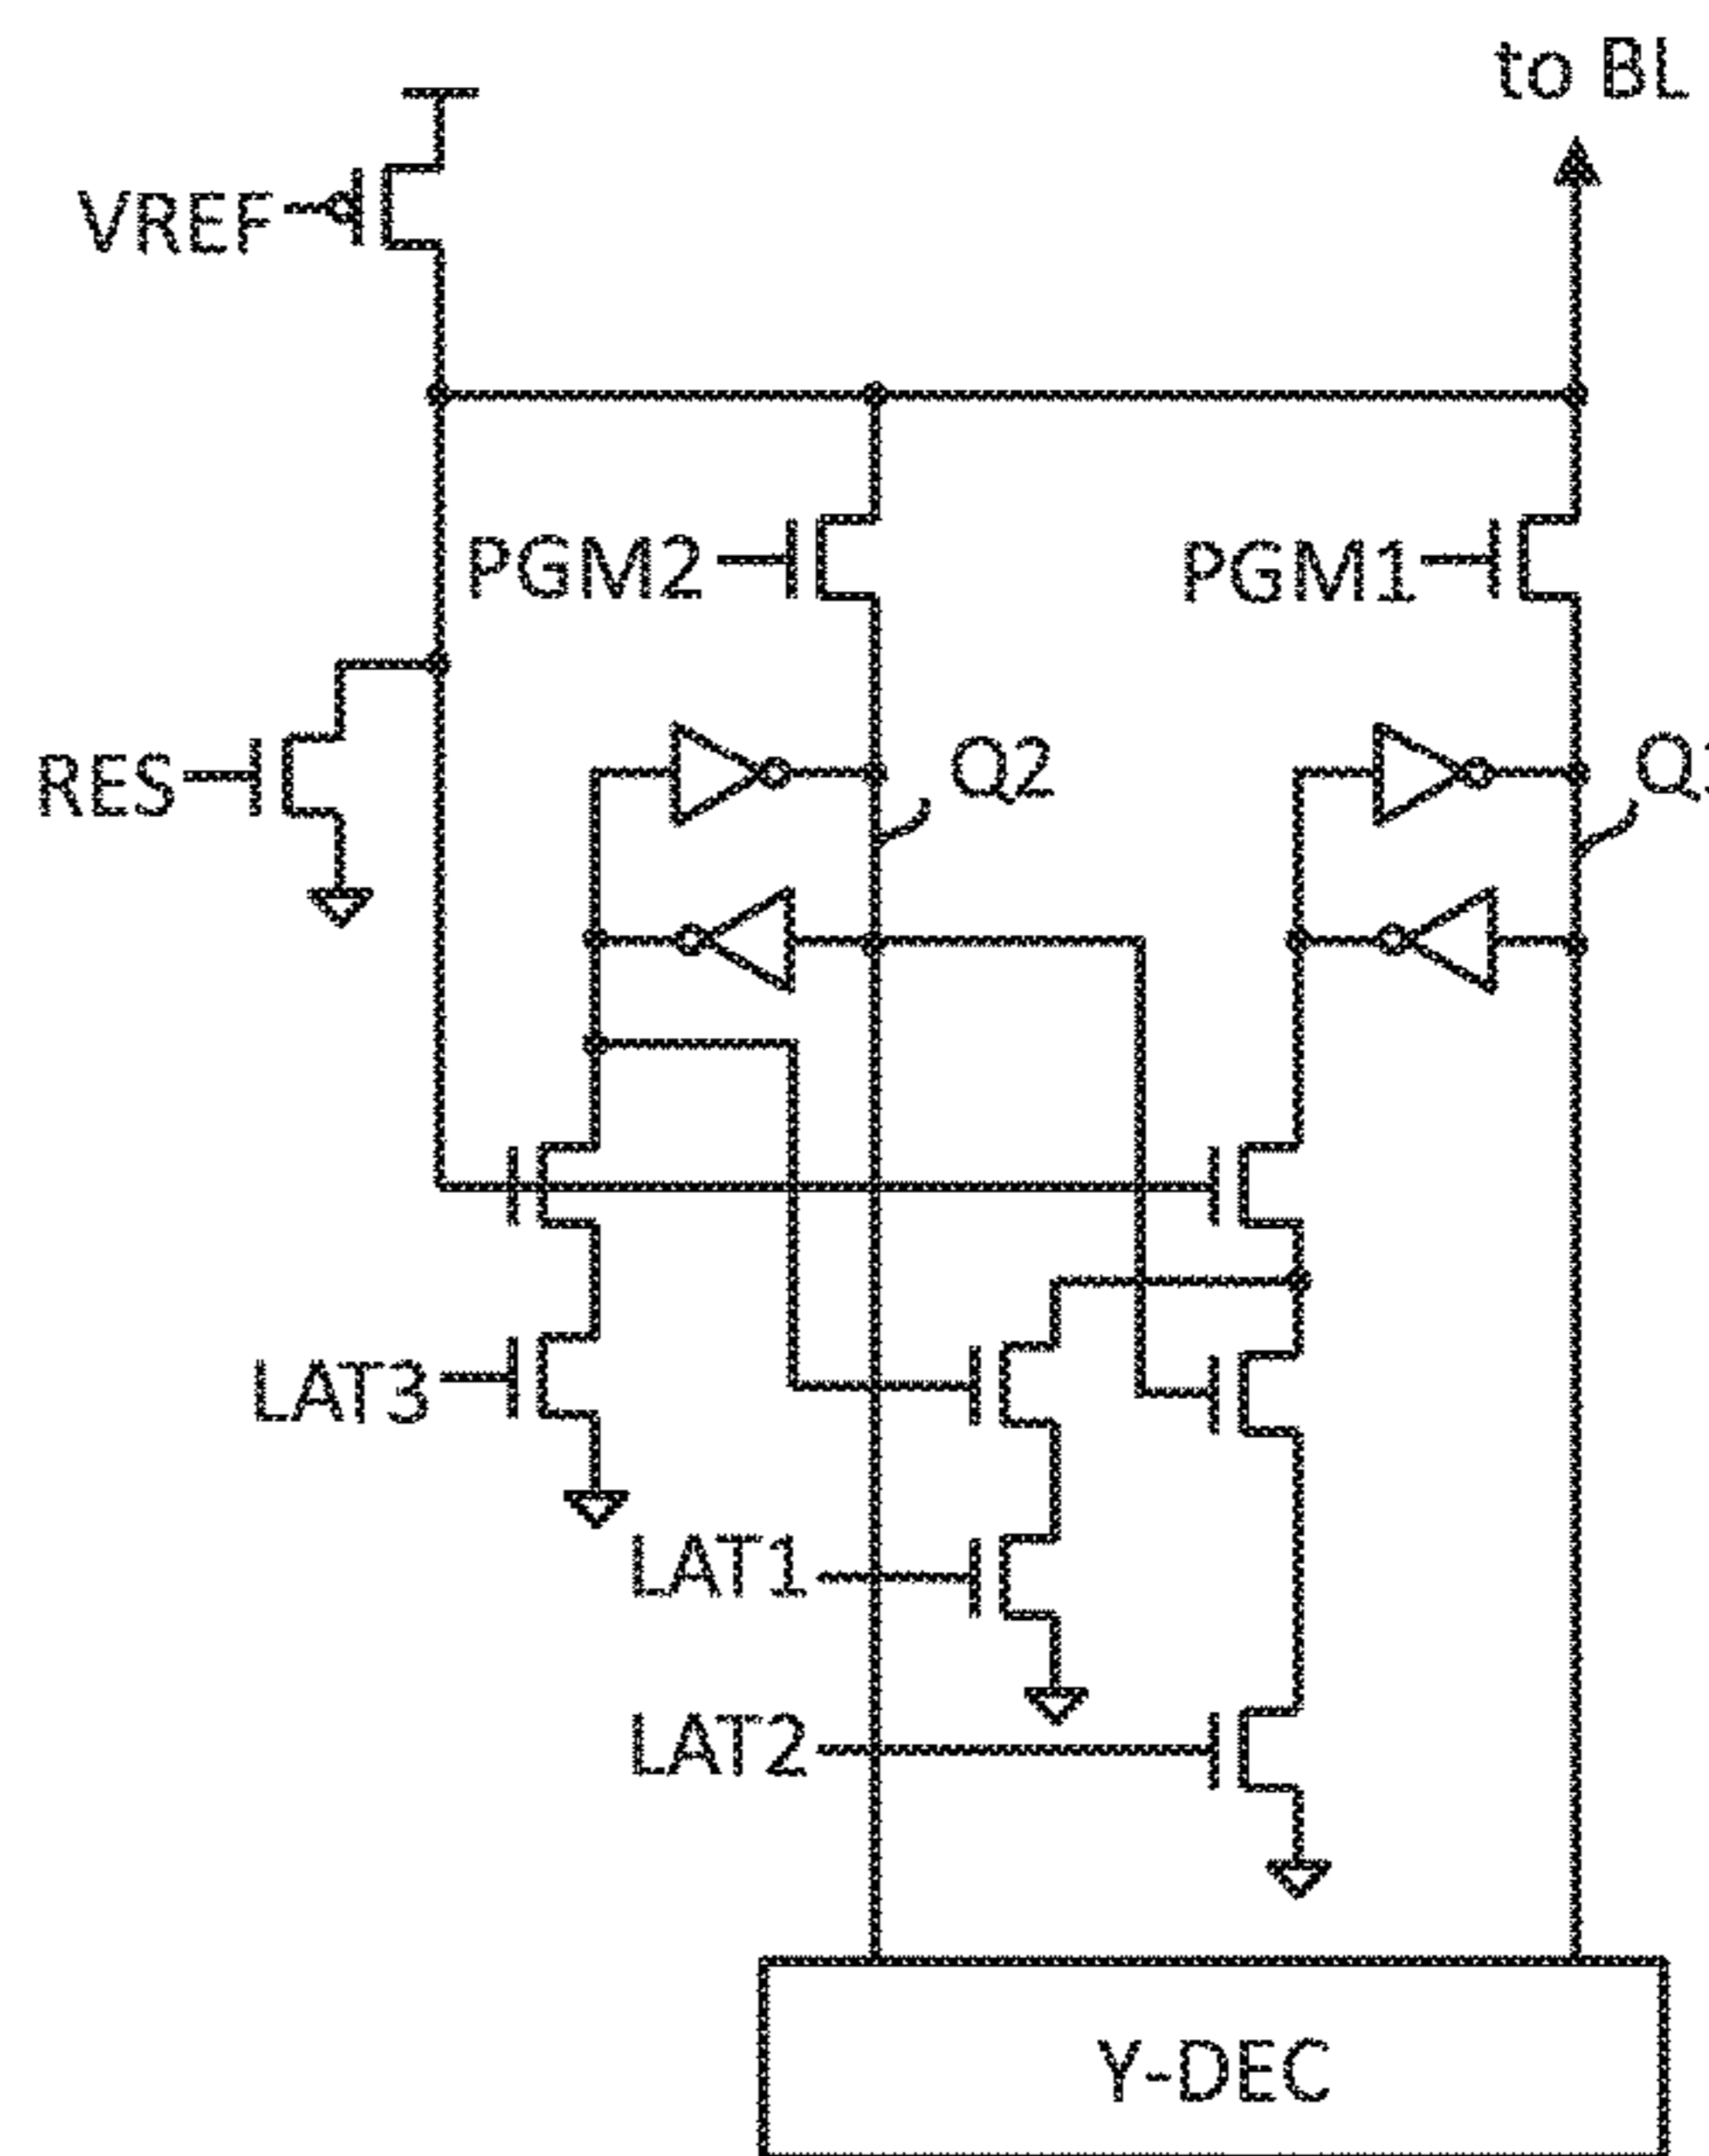 to BL
VREF
PGM2
PGM1
RES
Q2
LAT3
LAT1
LAT2
Y-DEC